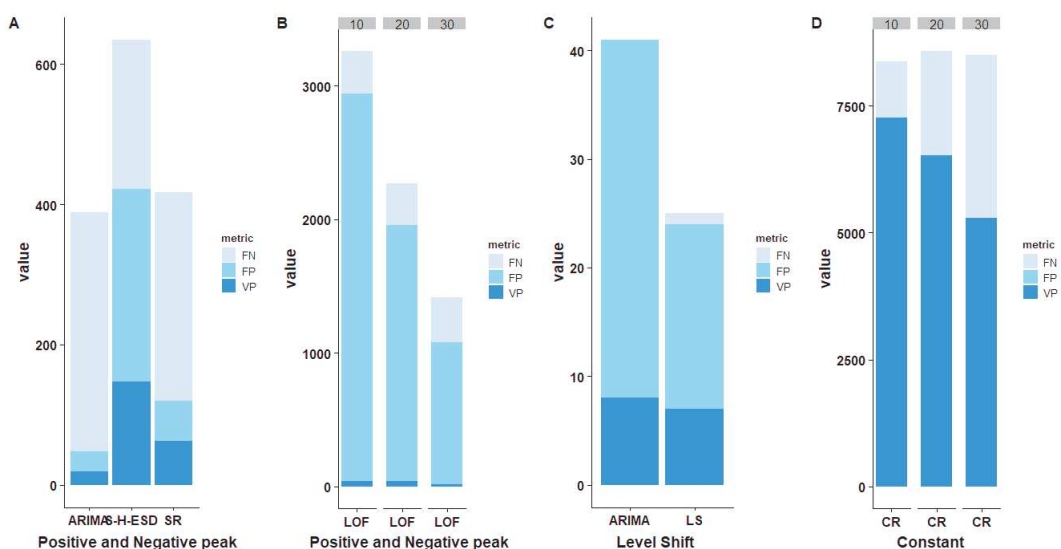 A
600
400
200
0
value
ARIMA S-H-ESD SR
Positive and Negative peak
metric
FN
FP
VP
B
10 20 30
3000
2000
1000
0
value
LOF LOF LOF
Positive and Negative peak
metric
FN
FP
VP
C
40
30
20
10
0
value
ARIMA LS
Level Shift
metric
FN
FP
VP
D
10 20 30
7500
5000
2500
0
value
CR CR CR
Constant
metric
FN
FP
VP